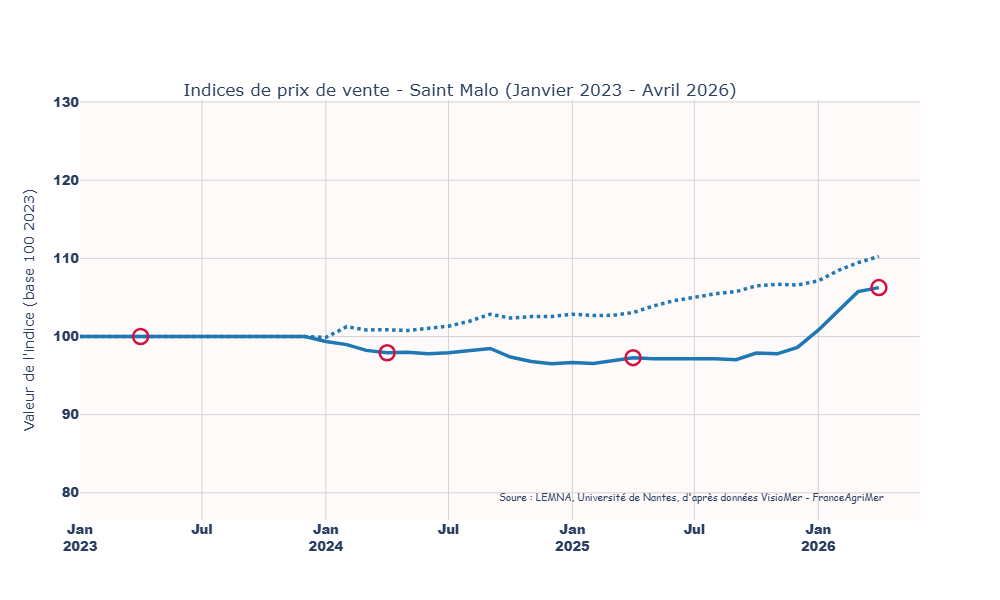 Indices de prix de vente - Saint Malo (Janvier 2023 - Avril 2026)
Valeur de l'indice (base 100 2023)
130
120
110
100
90
80
Soure : LEMNA, Université de Nantes, d'après données VisioMer - FranceAgriMer
Jan Jul Jan Jul Jan Jul Jan
2023 2024 2025 2026